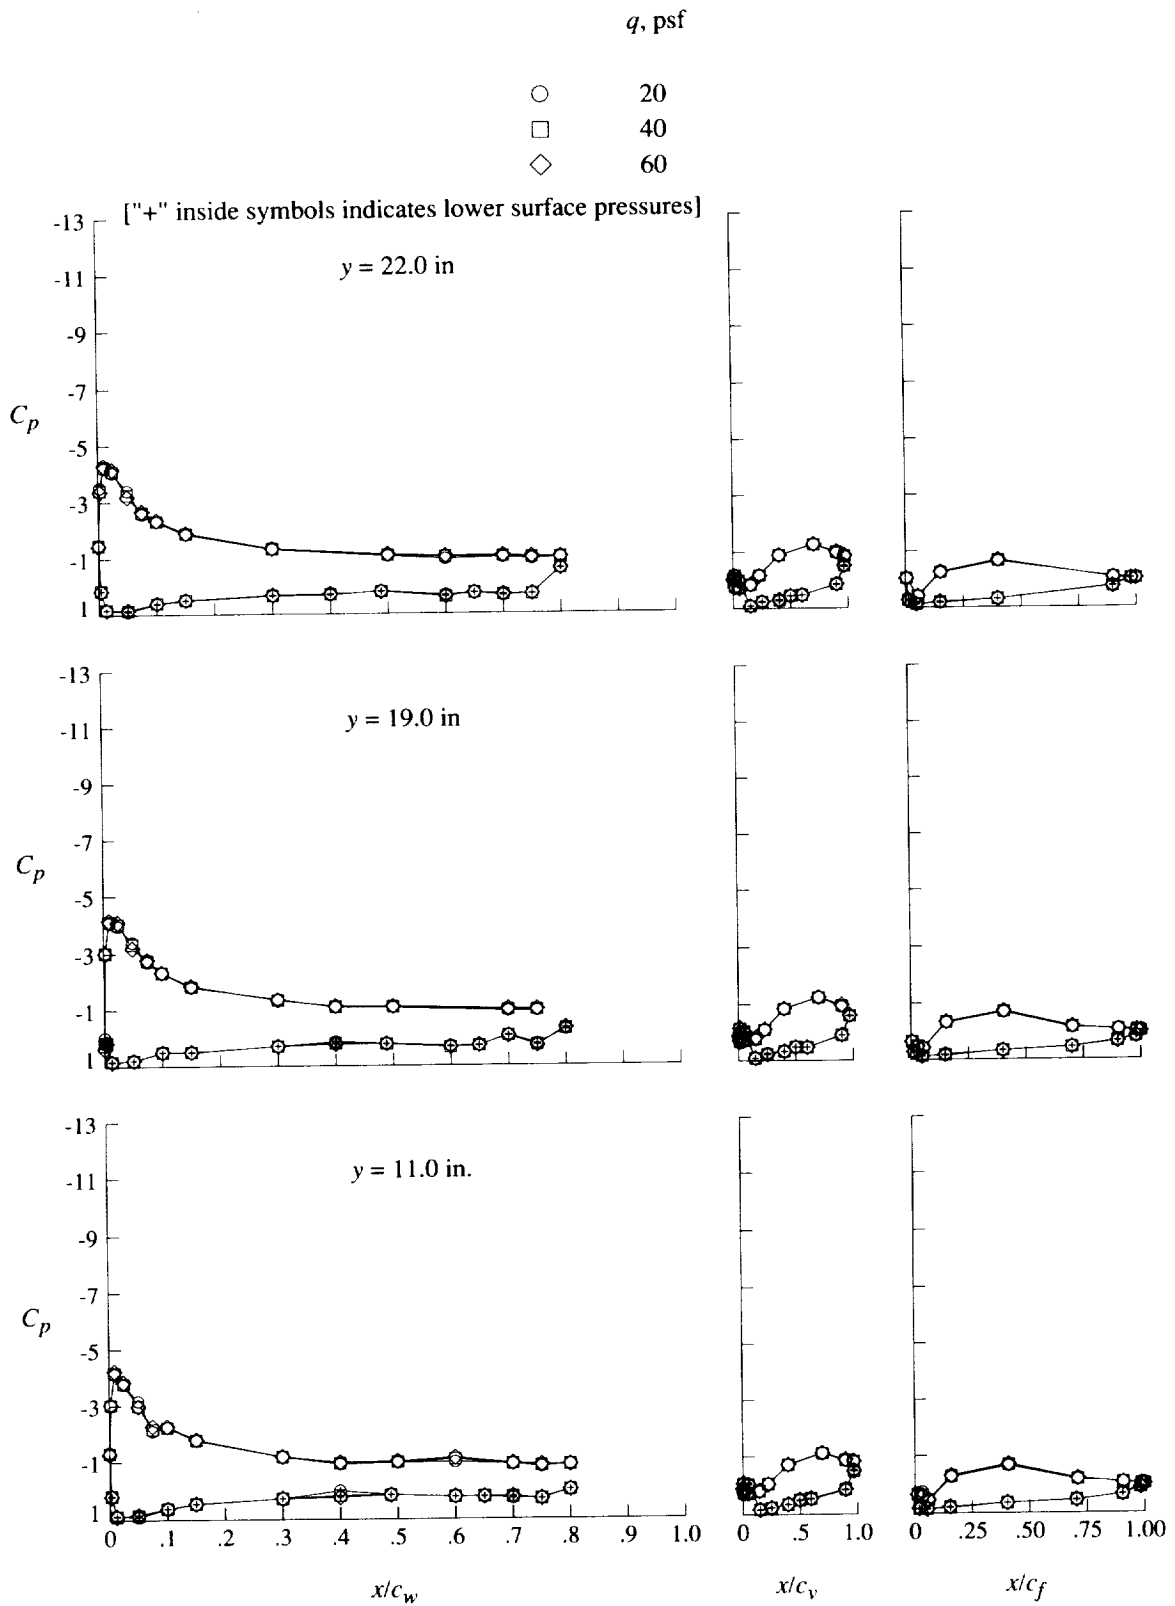 q, psf
20
40
60
["+" inside symbols indicates lower surface pressures]
y = 22.0 in
-13
-11
-9
-7
-5
-3
-1
1
C_p
y = 19.0 in
-13
-11
-9
-7
-5
-3
-1
1
C_p
y = 11.0 in.
-13
-11
-9
-7
-5
-3
-1
1
C_p
0 .1 .2 .3 .4 .5 .6 .7 .8 .9 1.0
x/c_w
0 .5 1.0
x/c_v
0 .25 .50 .75 1.00
x/c_f